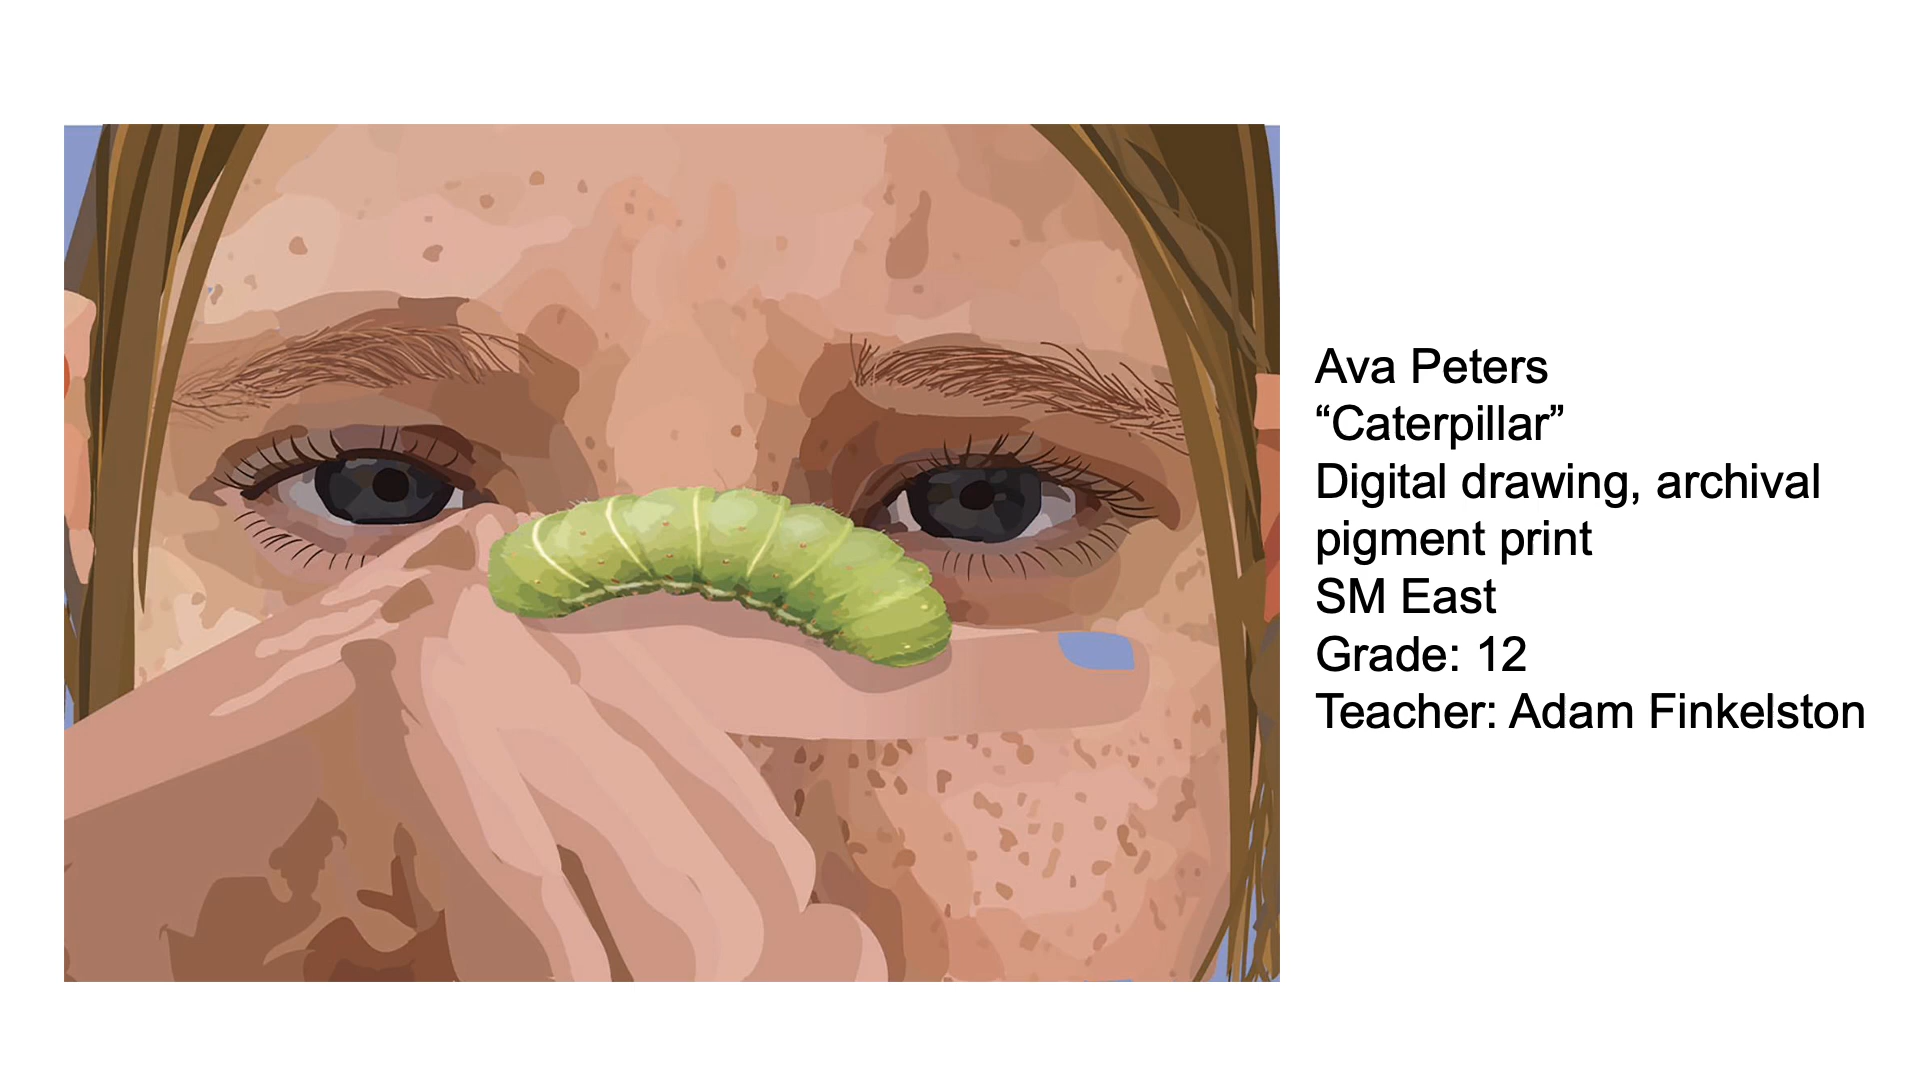 Ava Peters
“Caterpillar”
Digital drawing, archival
pigment print
SM East
Grade: 12
Teacher: Adam Finkelston